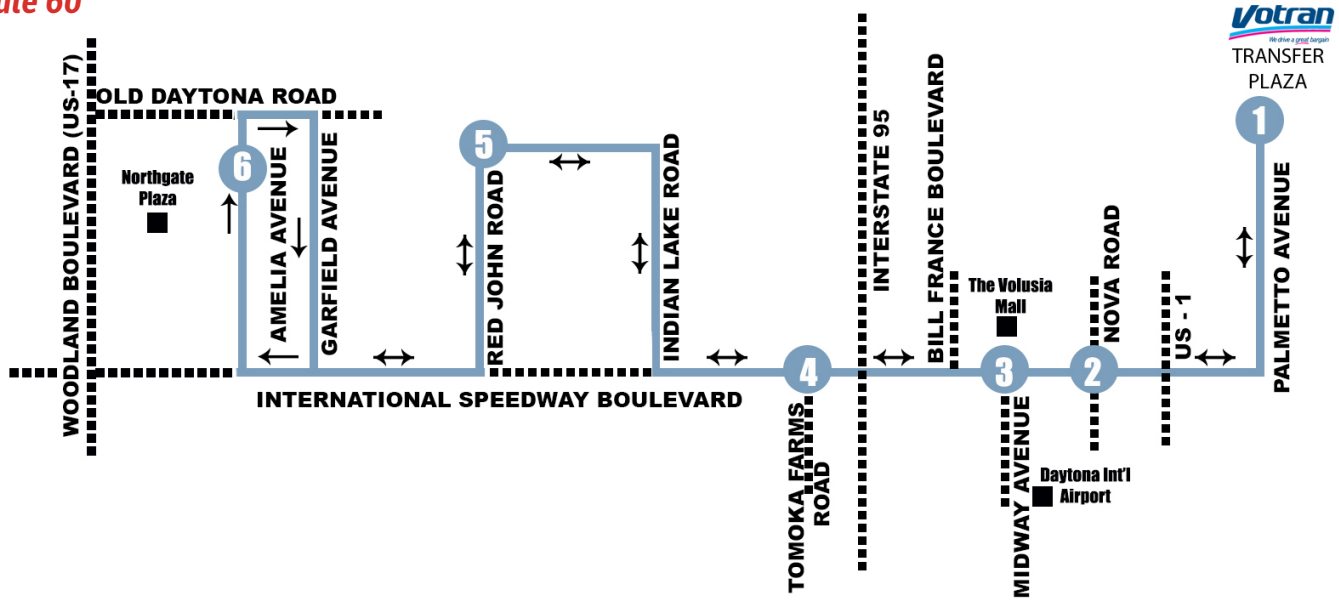 60
Votran
We drive a great bargain
TRANSFER
PLAZA
1
WOODLAND BOULEVARD (US-17)
OLD DAYTONA ROAD
Northgate
Plaza
6
AMELIA AVENUE
GARFIELD AVENUE
5
RED JOHN ROAD
INDIAN LAKE ROAD
INTERSTATE 95
BILL FRANCE BOULEVARD
The Volusia
Mall
NOVA ROAD
US - 1
PALMETTO AVENUE
4
3
2
INTERNATIONAL SPEEDWAY BOULEVARD
TOMOKA FARMS
ROAD
MIDWAY AVENUE
Daytona Int'l
Airport